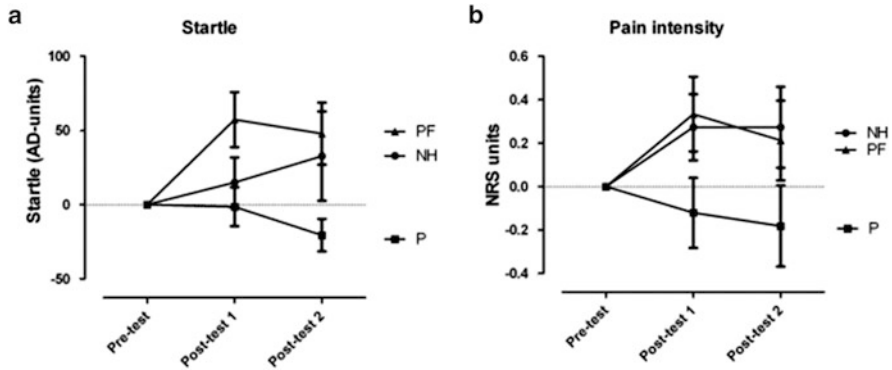 a
Startle
Startle (AD-units)
100
50
0
-50
PF
NH
P
Pre-test
Post-test 1
Post-test 2
b
Pain intensity
NRS units
0.6
0.4
0.2
0.0
-0.2
-0.4
NH
PF
P
Pre-test
Post-test 1
Post-test 2